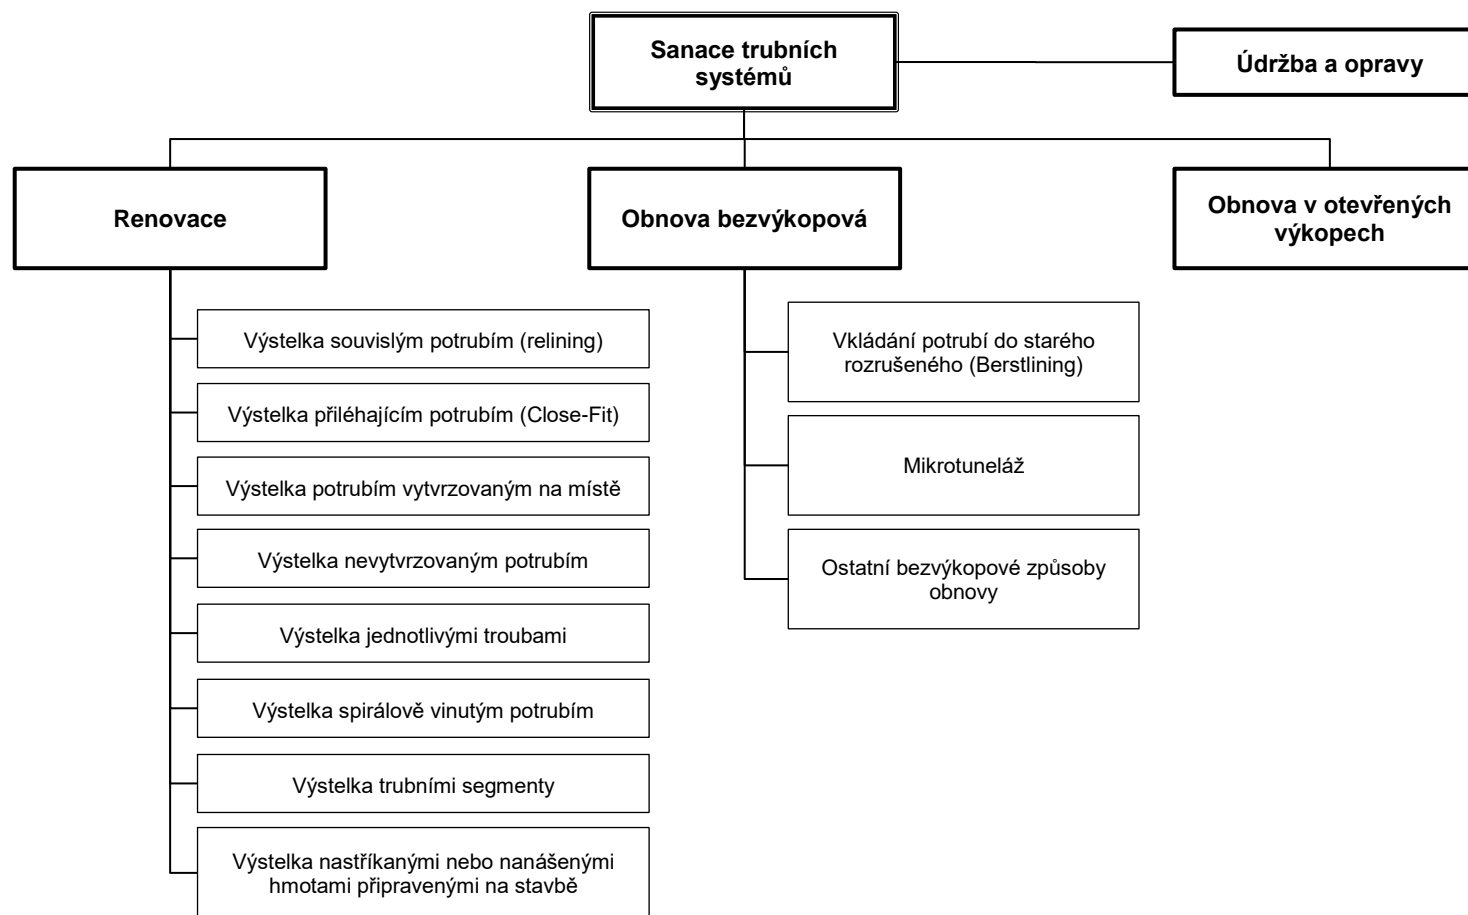 Sanace trubních
systémů
Údržba a opravy
Renovace
Obnova bezvýkopová
Obnova v otevřených
výkopech
Výstelka souvislým potrubím (relining)
Výstelka přiléhajícím potrubím (Close-Fit)
Výstelka potrubím vytvrzovaným na místě
Výstelka nevytvrzovaným potrubím
Výstelka jednotlivými troubami
Výstelka spirálově vinutým potrubím
Výstelka trubními segmenty
Výstelka nastříkanými nebo nanášenými
hmotami připravenými na stavbě
Vkládání potrubí do starého
rozrušeného (Berstlining)
Mikrotuneláž
Ostatní bezvýkopové způsoby
obnovy